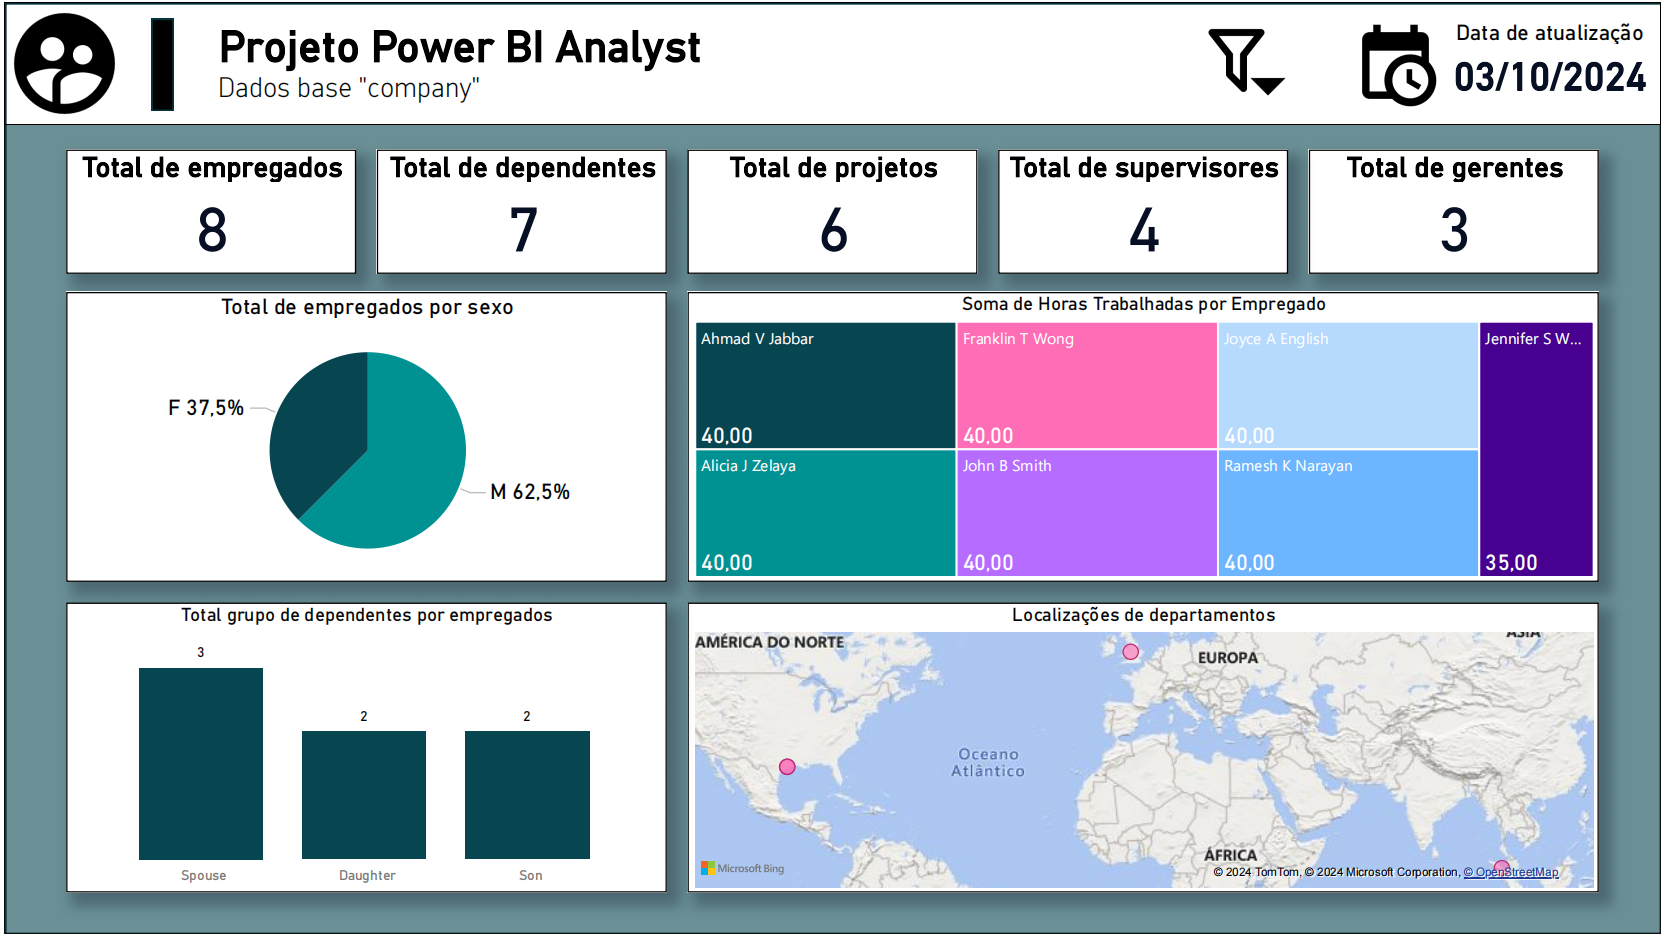 Projeto Power BI Analyst
Dados base "company"
Data de atualização
03/10/2024
Total de empregados
8
Total de dependentes
7
Total de projetos
6
Total de supervisores
4
Total de gerentes
3
Total de empregados por sexo
F 37,5%
M 62,5%
Soma de Horas Trabalhadas por Empregado
Ahmad V Jabbar
40,00
Franklin T Wong
40,00
Joyce A English
40,00
Jennifer S W...
35,00
Alicia J Zelaya
40,00
John B Smith
40,00
Ramesh K Narayan
40,00
Total grupo de dependentes por empregados
3
2
2
Spouse
Daughter
Son
Localizações de departamentos
AMÉRICA DO NORTE
EUROPA
ÁSIA
Oceano
Atlântico
ÁFRICA
Microsoft Bing
© 2024 TomTom, © 2024 Microsoft Corporation, © OpenStreetMap